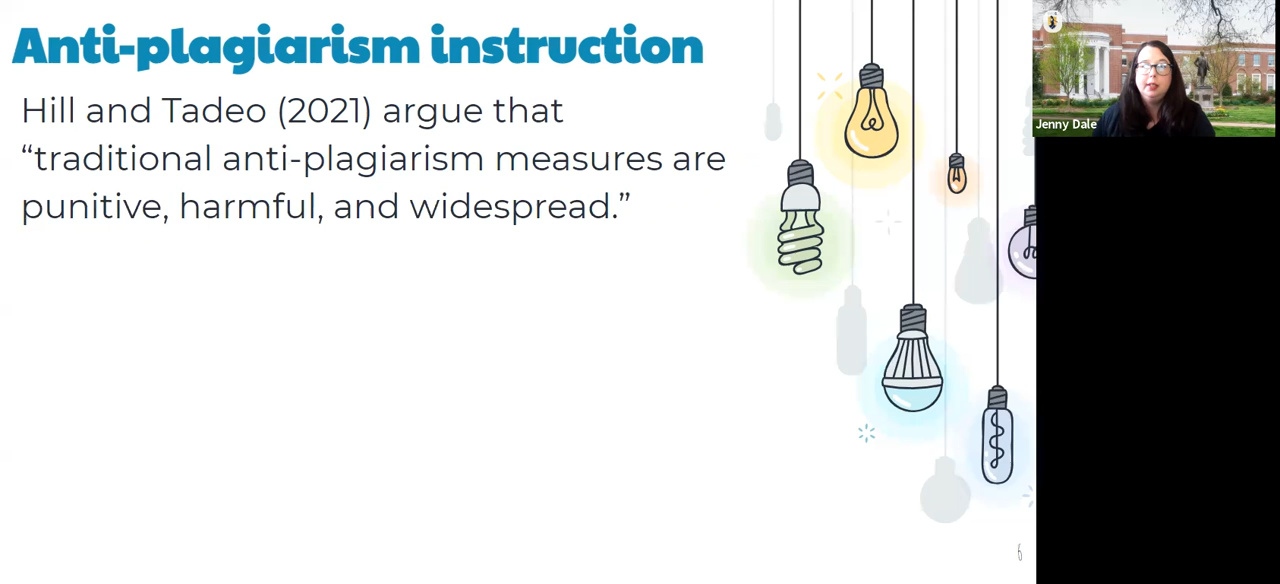 Anti-plagiarism instruction
Hill and Tadeo (2021) argue that
“traditional anti-plagiarism measures are
punitive, harmful, and widespread.”
Jenny Dale
6